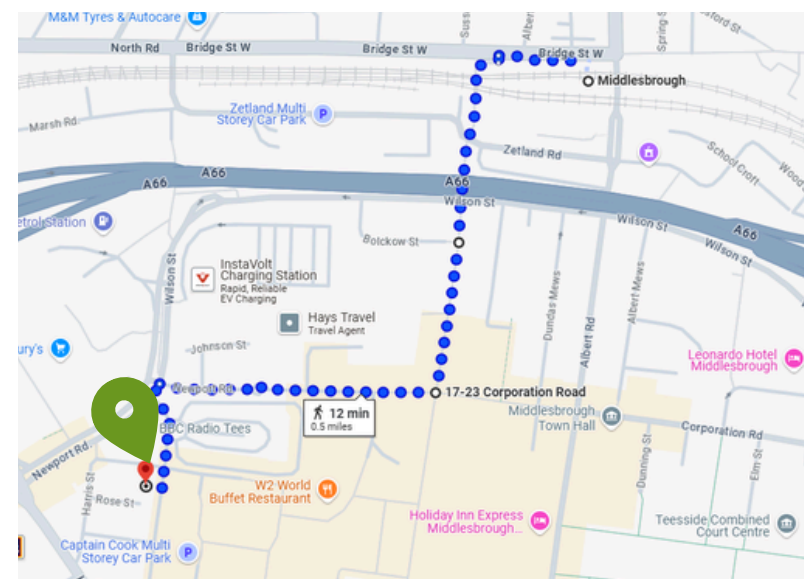 M&M Tyres & Autocare
North Rd
Bridge St W
Bridge St W
Bridge St W
Middlesbrough
Zetland Multi
Storey Car Park
Marsh Rd
Zetland Rd
School Croft
A66
A66
A66
A66
Wilson St
Wilson St
Wilson St
Wilson St
etrol Station
Bolckow St
InstaVolt
Charging Station
Rapid, Reliable
EV Charging
Hays Travel
Travel Agent
Dundas Mews
Albert Rd
Albert Mews
Johnson St
ury's
Leonardo Hotel
Middlesbrough
Newport Rd
17-23 Corporation Road
12 min
0.5 miles
Middlesbrough
Town Hall
Corporation Rd
BBC Radio Tees
Newport Rd
Dunning St
Elm St
Harris St
Rose St
W2 World
Buffet Restaurant
Holiday Inn Express
Middlesbrough...
Teesside Combined
Court Centre
Captain Cook Multi
Storey Car Park